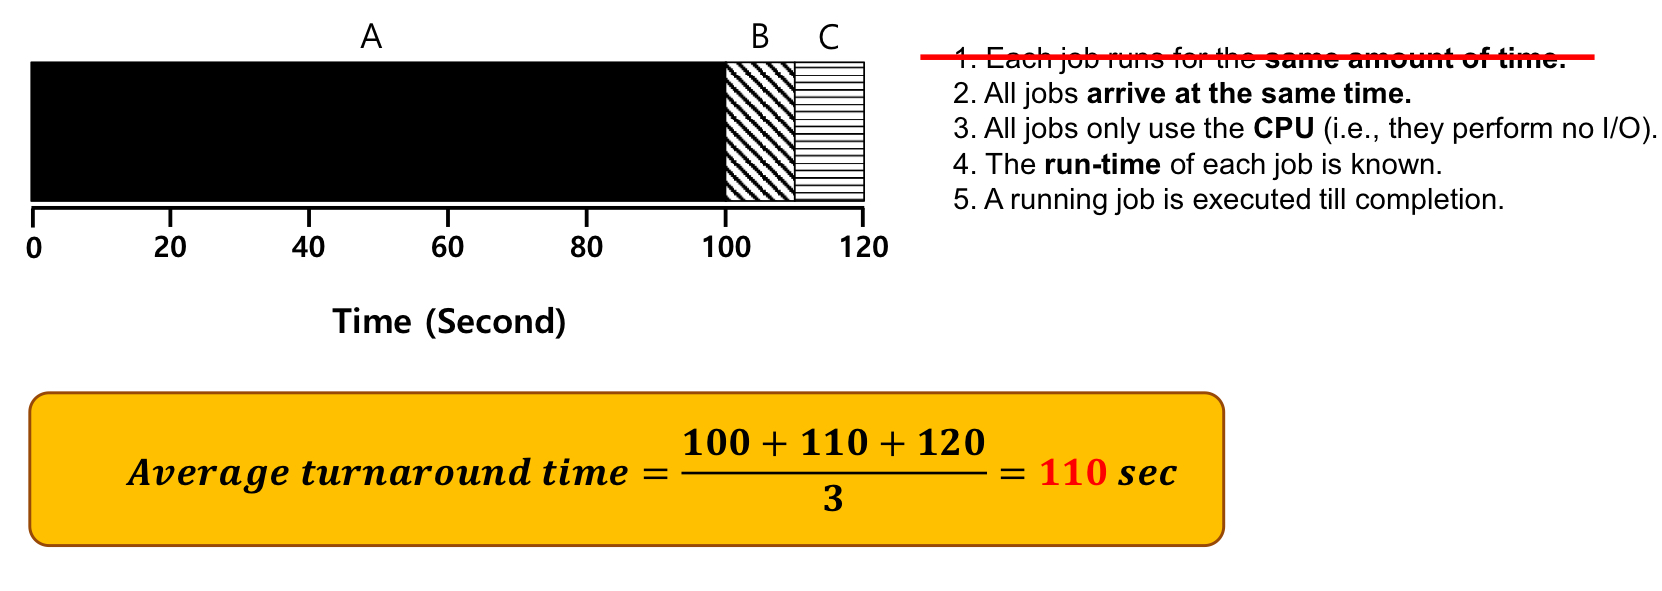 A B C
1. Each job runs for the same amount of time.
2. All jobs arrive at the same time.
3. All jobs only use the CPU (i.e., they perform no I/O).
4. The run-time of each job is known.
5. A running job is executed till completion.
0 20 40 60 80 100 120
Time (Second)
Average turnaround time = (100 + 110 + 120) / 3 = 110 sec